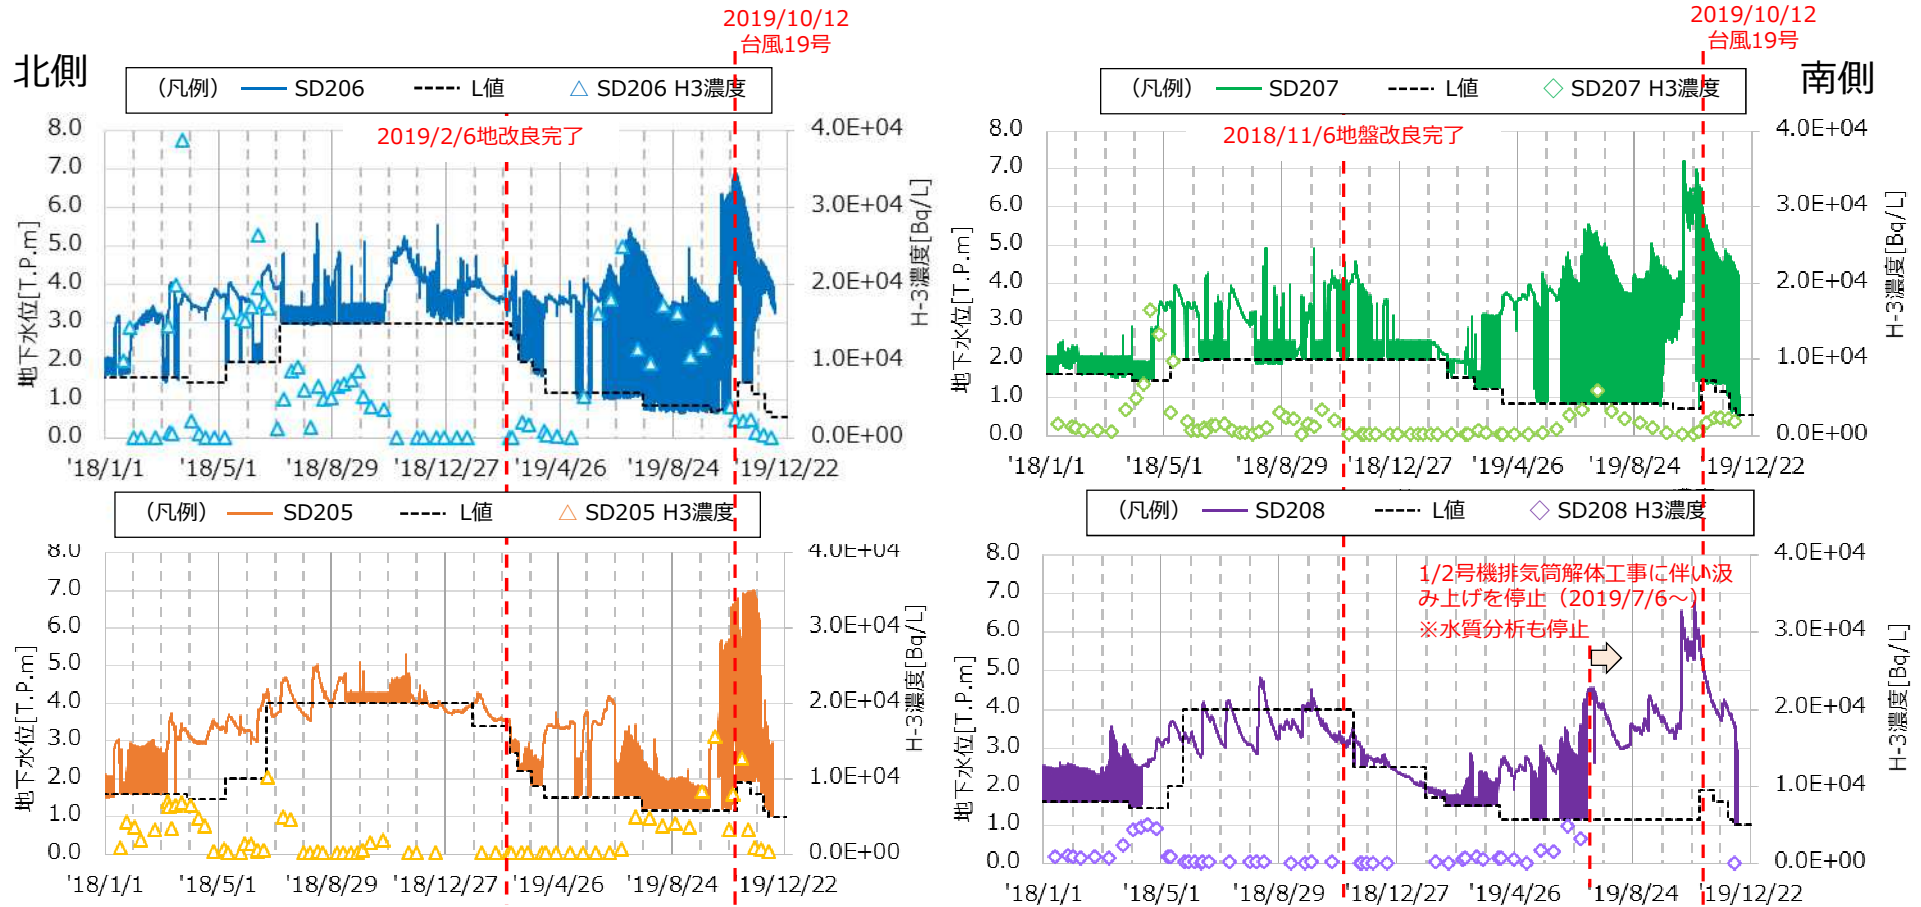 2019/10/12
台風19号
北側
(凡例) SD206 L値 SD206 H3濃度
2019/2/6地改良完了
地下水位[T.P.m]
8.0
7.0
6.0
5.0
4.0
3.0
2.0
1.0
0.0
4.0E+04
3.0E+04
2.0E+04
1.0E+04
0.0E+00
H-3濃度[Bq/L]
'18/1/1 '18/5/1 '18/8/29 '18/12/27 '19/4/26 '19/8/24 '19/12/22
2019/10/12
台風19号
南側
(凡例) SD207 L値 SD207 H3濃度
2018/11/6地盤改良完了
地下水位[T.P.m]
8.0
7.0
6.0
5.0
4.0
3.0
2.0
1.0
0.0
4.0E+04
3.0E+04
2.0E+04
1.0E+04
0.0E+00
H-3濃度[Bq/L]
'18/1/1 '18/5/1 '18/8/29 '18/12/27 '19/4/26 '19/8/24 '19/12/22
(凡例) SD205 L値 SD205 H3濃度
地下水位[T.P.m]
8.0
7.0
6.0
5.0
4.0
3.0
2.0
1.0
0.0
4.0E+04
3.0E+04
2.0E+04
1.0E+04
0.0E+00
H-3濃度[Bq/L]
'18/1/1 '18/5/1 '18/8/29 '18/12/27 '19/4/26 '19/8/24 '19/12/22
(凡例) SD208 L値 SD208 H3濃度
1/2号機排気筒解体工事に伴い汲
み上げを停止(2019/7/6~)
※水質分析も停止
地下水位[T.P.m]
8.0
7.0
6.0
5.0
4.0
3.0
2.0
1.0
0.0
4.0E+04
3.0E+04
2.0E+04
1.0E+04
0.0E+00
H-3濃度[Bq/L]
'18/1/1 '18/5/1 '18/8/29 '18/12/27 '19/4/26 '19/8/24 '19/12/22